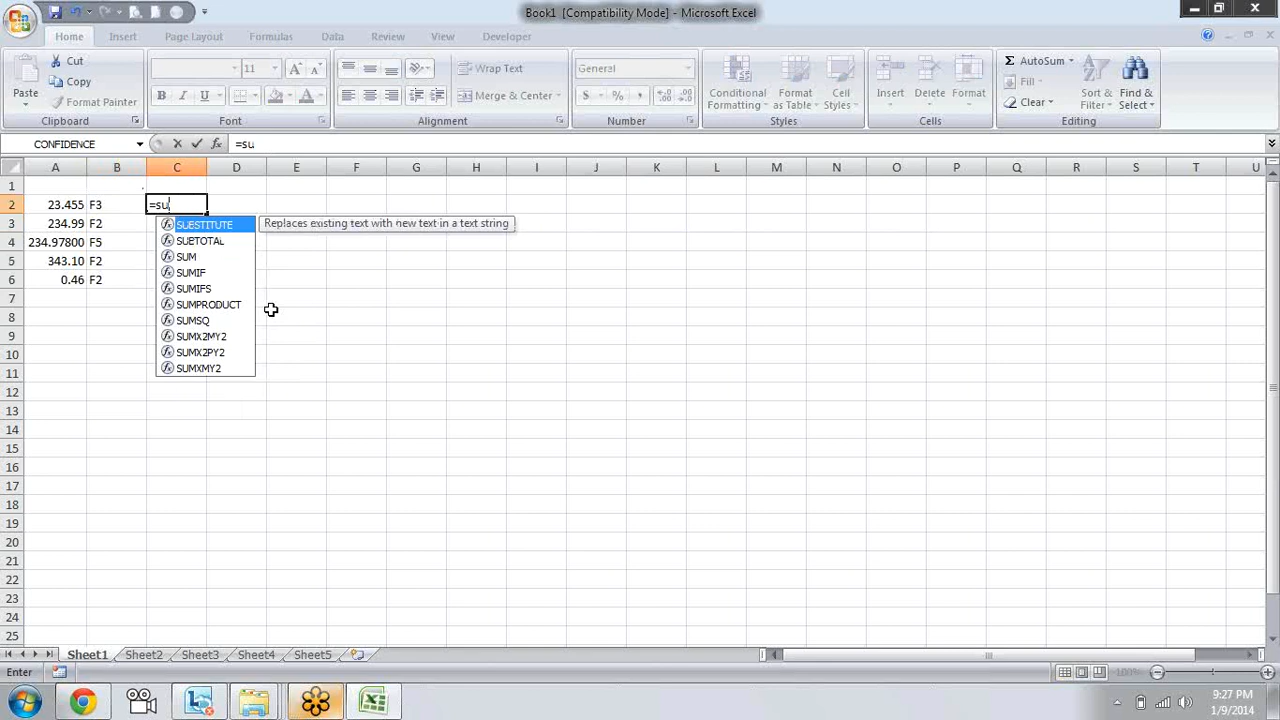 Book1 [Compatibility Mode] - Microsoft Excel
Home Insert Page Layout Formulas Data Review View Developer
Paste Cut Copy Format Painter Clipboard
11 Font
Wrap Text Merge & Center Alignment
General $ % , Number
Conditional Formatting Format as Table Cell Styles Styles
Insert Delete Format Cells
AutoSum Fill Clear Sort & Filter Find & Select Editing
CONFIDENCE =su
A B C D E F G H I J K L M N O P Q R S T U
1
2 23.455 F3 =su
3 234.99 F2
4 234.97800 F5
5 343.10 F2
6 0.46 F2
7
8
9
10
11
12
13
14
15
16
17
18
19
20
21
22
23
24
25
SUBSTITUTE Replaces existing text with new text in a text string
SUBTOTAL
SUM
SUMIF
SUMIFS
SUMPRODUCT
SUMSQ
SUMX2MY2
SUMX2PY2
SUMXMY2
Sheet1 Sheet2 Sheet3 Sheet4 Sheet5
Enter 100%
9:27 PM
1/9/2014